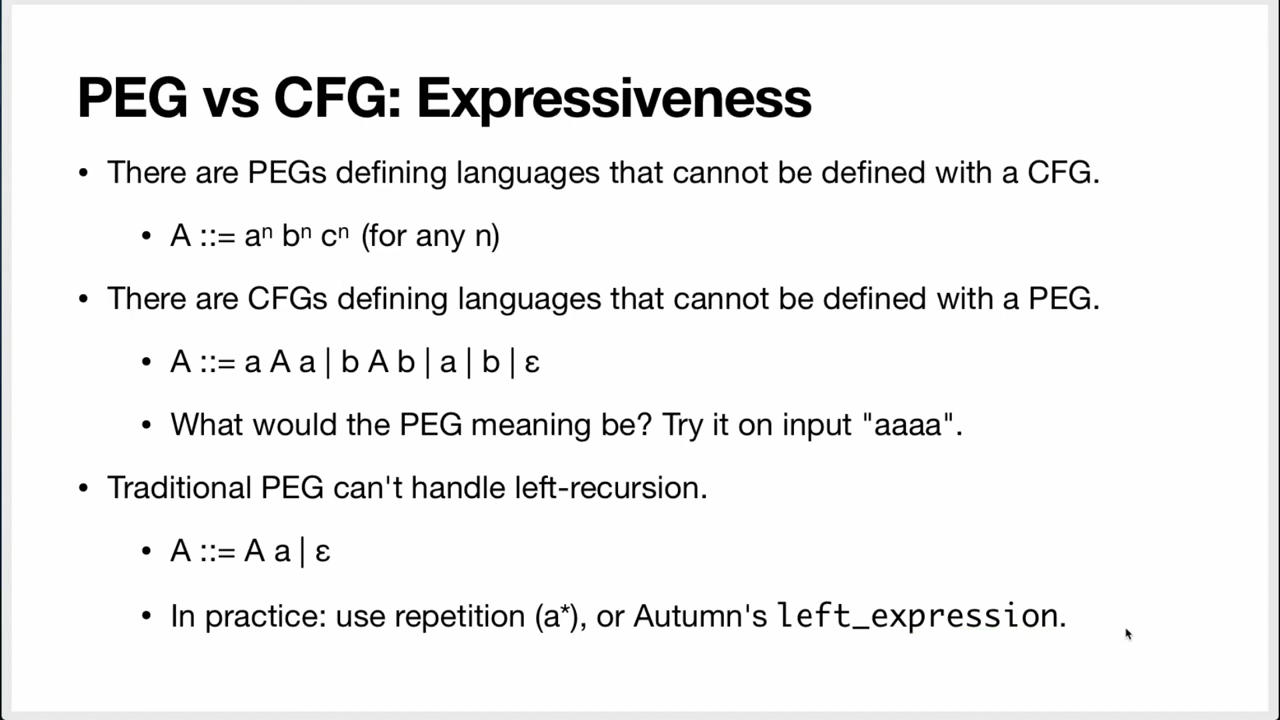 PEG vs CFG: Expressiveness
• There are PEGs defining languages that cannot be defined with a CFG.
• A ::= aⁿ bⁿ cⁿ (for any n)
• There are CFGs defining languages that cannot be defined with a PEG.
• A ::= a A a | b A b | a | b | ε
• What would the PEG meaning be? Try it on input "aaaa".
• Traditional PEG can't handle left-recursion.
• A ::= A a | ε
• In practice: use repetition (a*), or Autumn's left_expression.